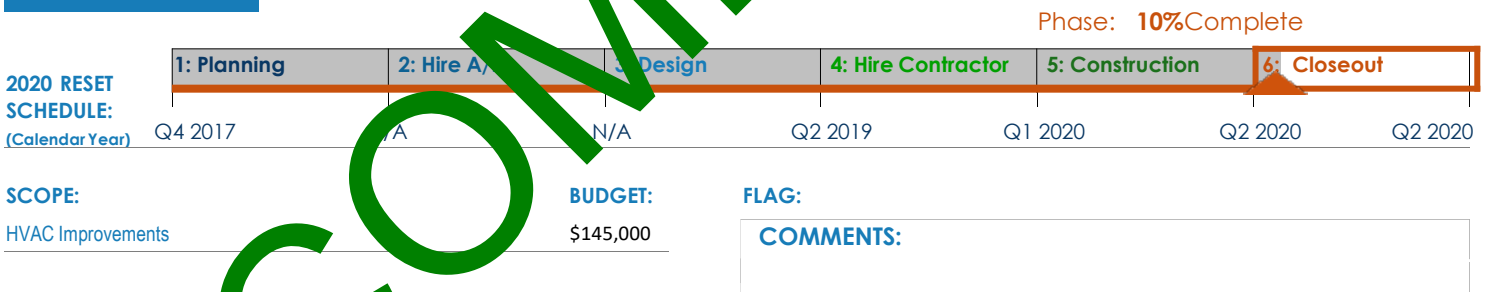 Phase: 10%Complete
1: Planning 2: Hire A/ Design 4: Hire Contractor 5: Construction 6: Closeout
2020 RESET
SCHEDULE:
(Calendar Year) Q4 2017 /A N/A Q2 2019 Q1 2020 Q2 2020 Q2 2020
SCOPE: BUDGET: FLAG:
HVAC Improvements $145,000 COMMENTS:
COM